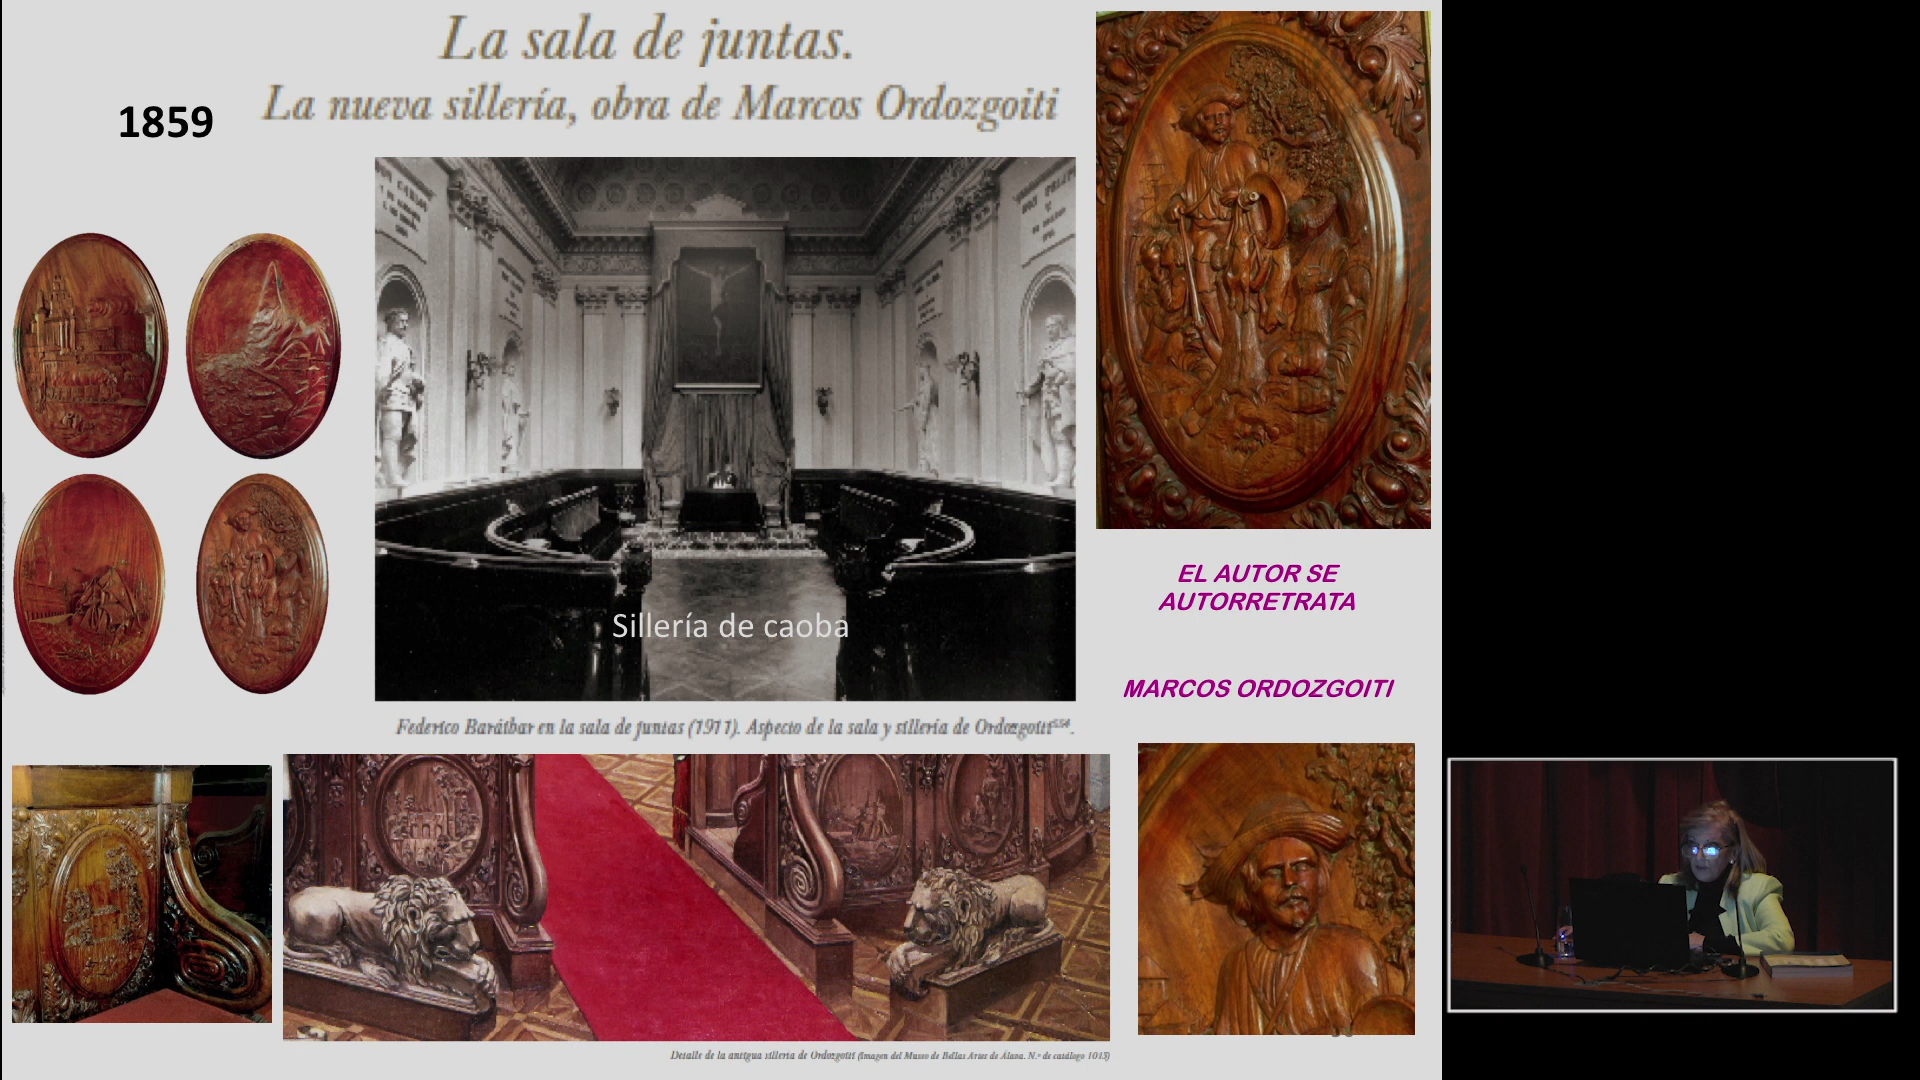 La sala de juntas.
La nueva sillería, obra de Marcos Ordozgoiti
1859
Sillería de caoba
Federico Baráibar en la sala de juntas (1911). Aspecto de la sala y sillería de Ordozgoiti⁵⁵⁴.
EL AUTOR SE
AUTORRETRATA
MARCOS ORDOZGOITI
Detalle de la antigua sillería de Ordozgoiti (Imagen del Museo de Bellas Artes de Álava. N.º de catálogo 1013)